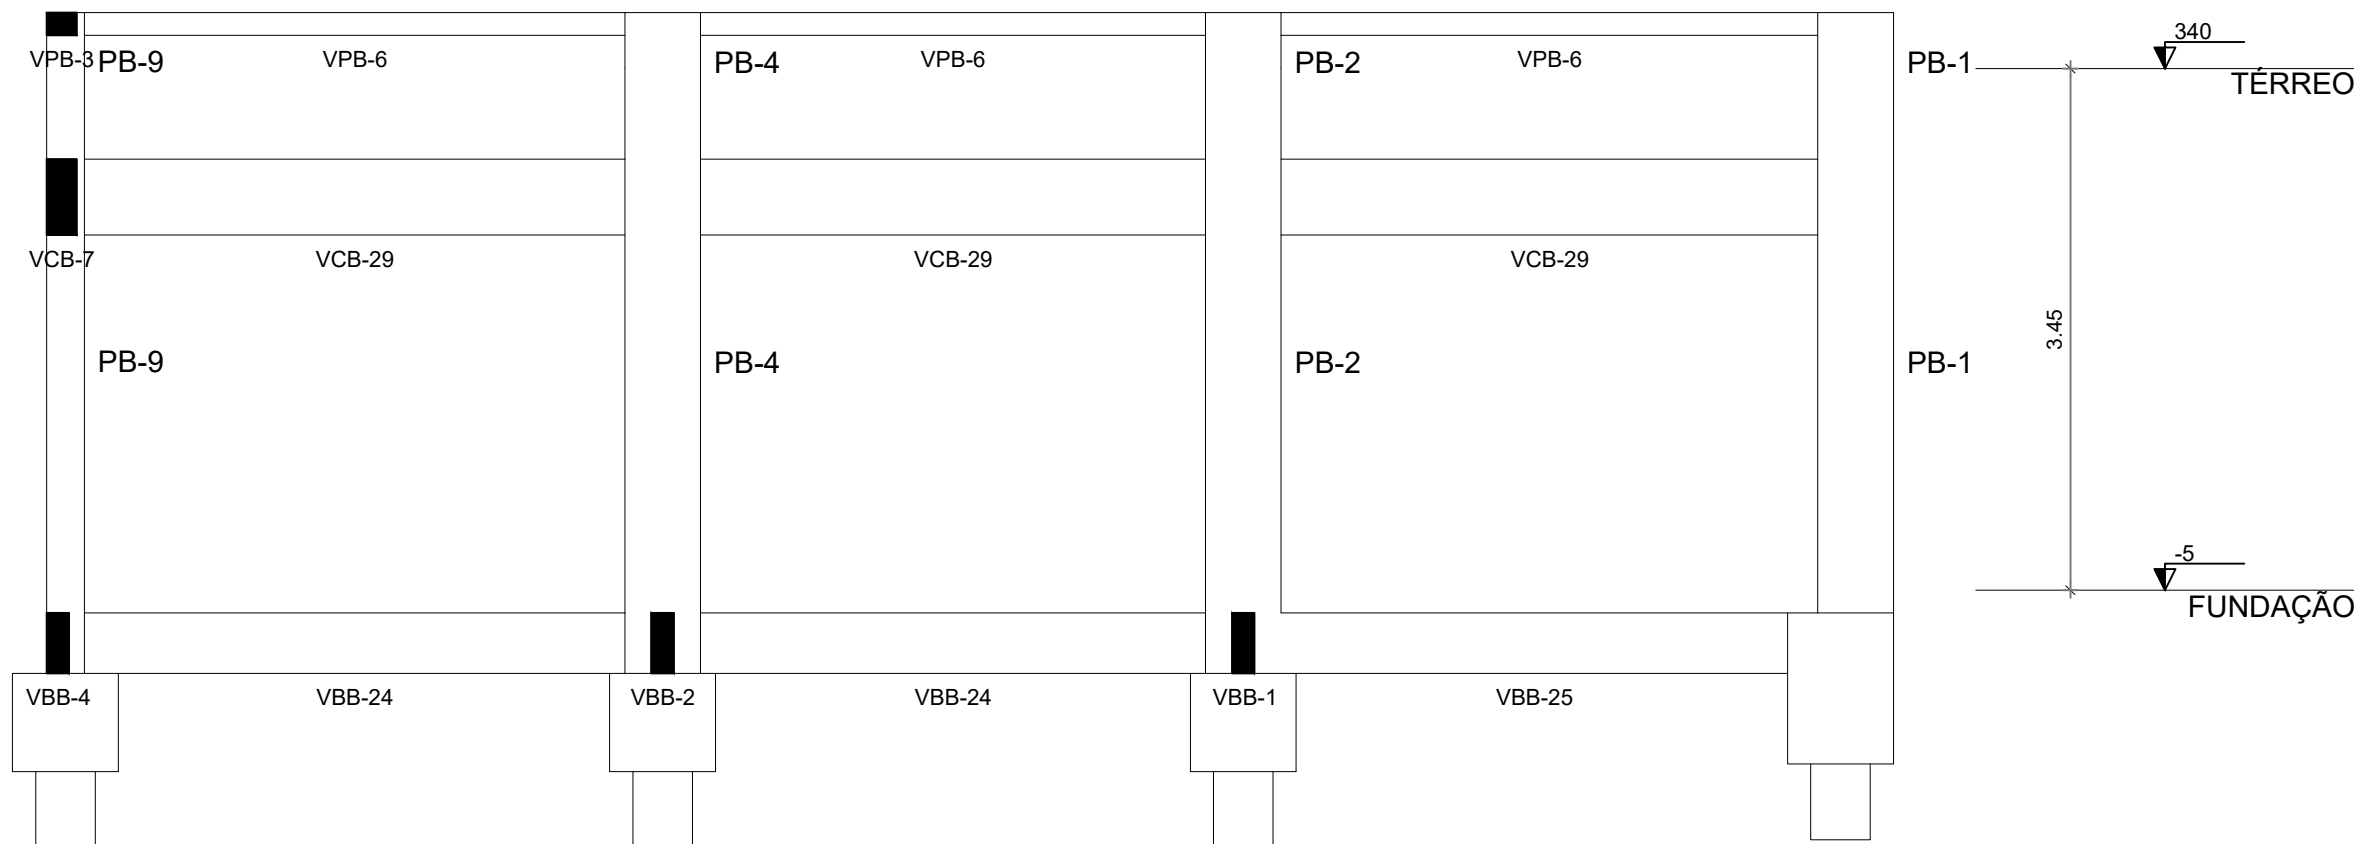 340
VPB-3 PB-9 VPB-6 PB-4 VPB-6 PB-2 VPB-6 PB-1
TÉRREO
VCB-7 VCB-29 VCB-29 VCB-29
3.45
PB-9 PB-4 PB-2 PB-1
-5
FUNDAÇÃO
VBB-4 VBB-24 VBB-2 VBB-24 VBB-1 VBB-25